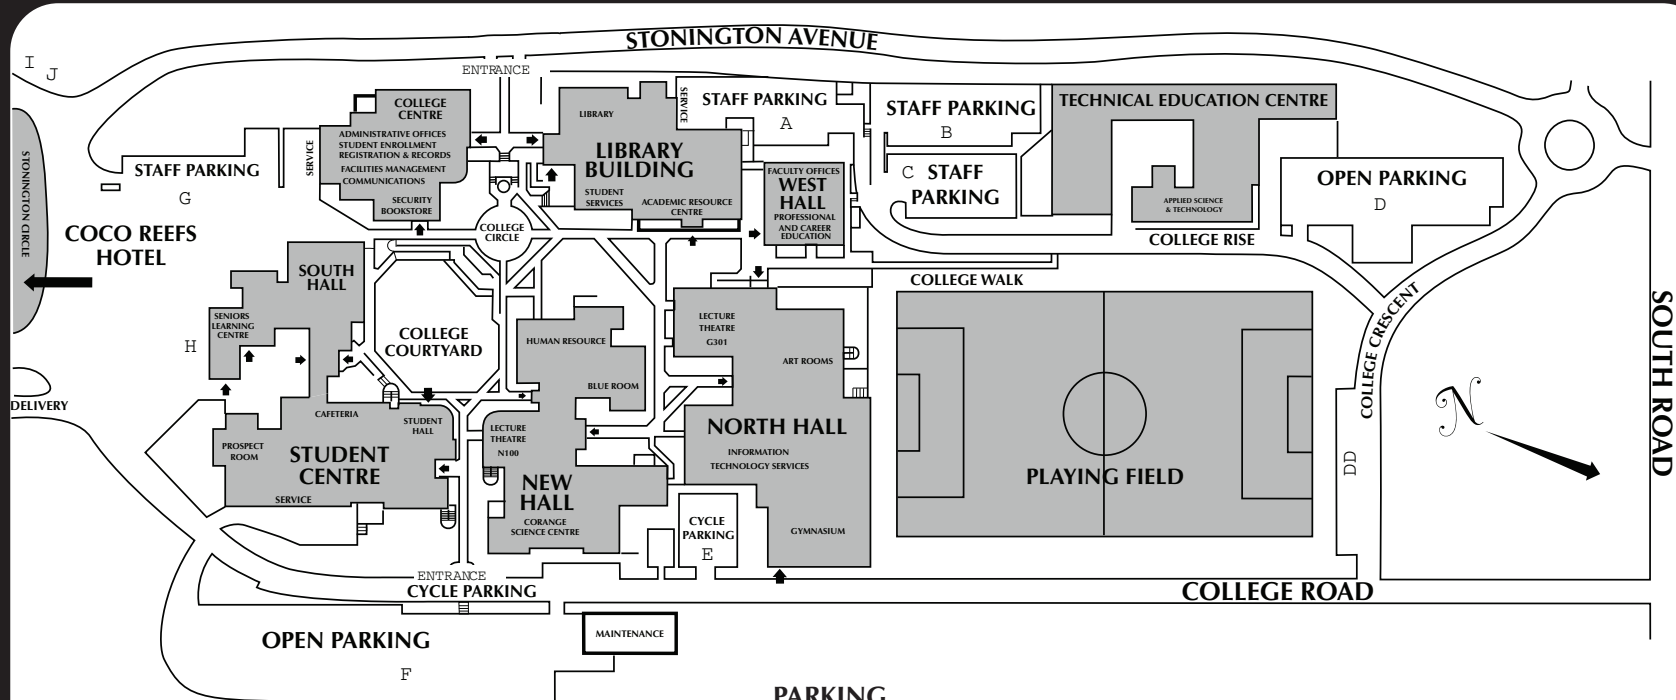 STONINGTON AVENUE
I
J
ENTRANCE
COLLEGE
CENTRE
ADMINISTRATIVE OFFICES
STUDENT ENROLLMENT
REGISTRATION & RECORDS
FACILITIES MANAGEMENT
COMMUNICATIONS
SECURITY
BOOKSTORE
SERVICE
STAFF PARKING
G
STONINGTON CIRCLE
COCO REEFS
HOTEL
LIBRARY
LIBRARY
BUILDING
STUDENT
SERVICES
ACADEMIC RESOURCE
CENTRE
SERVICE
STAFF PARKING
A
STAFF PARKING
B
C STAFF
PARKING
TECHNICAL EDUCATION CENTRE
APPLIED SCIENCE
& TECHNOLOGY
OPEN PARKING
D
FACULTY OFFICES
WEST
HALL
PROFESSIONAL
AND CAREER
EDUCATION
COLLEGE
CIRCLE
COLLEGE RISE
COLLEGE WALK
SOUTH
HALL
SENIORS
LEARNING
CENTRE
H
COLLEGE
COURTYARD
HUMAN RESOURCE
BLUE ROOM
LECTURE
THEATRE
G301
ART ROOMS
NORTH HALL
INFORMATION
TECHNOLOGY SERVICES
GYMNASIUM
PLAYING FIELD
COLLEGE CRESCENT
DD
N
SOUTH ROAD
DELIVERY
CAFETERIA
STUDENT
HALL
PROSPECT
ROOM
STUDENT
CENTRE
SERVICE
LECTURE
THEATRE
N100
NEW
HALL
CORANGE
SCIENCE CENTRE
CYCLE
PARKING
E
ENTRANCE
CYCLE PARKING
COLLEGE ROAD
OPEN PARKING
F
MAINTENANCE
PARKING